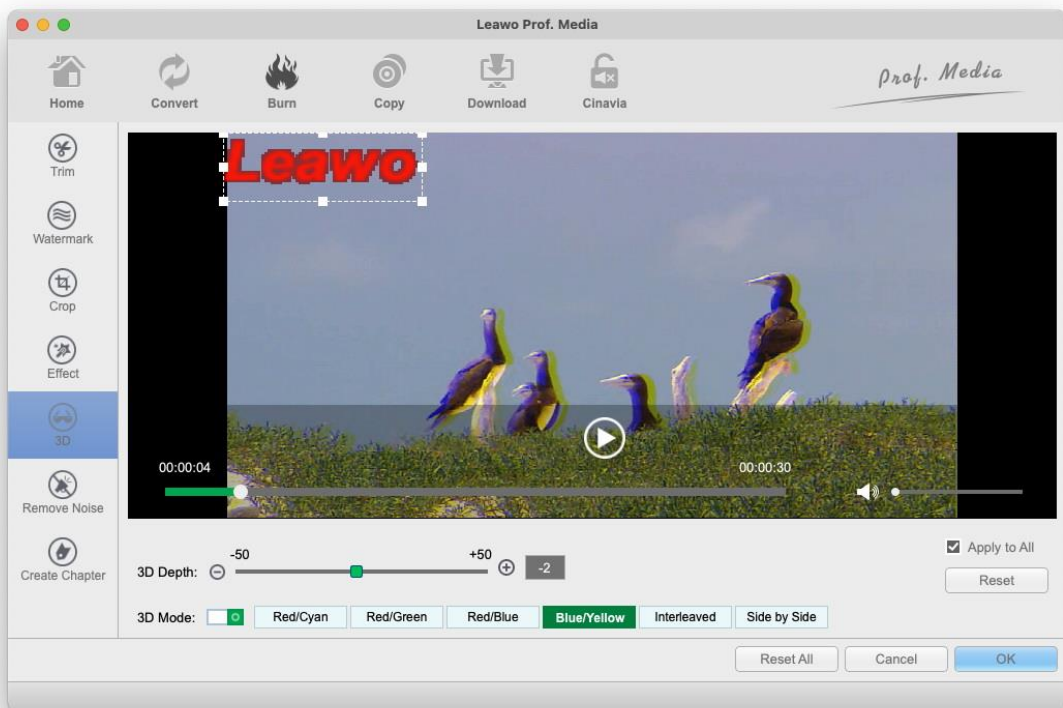 Leawo Prof. Media
Home
Convert
Burn
Copy
Download
Cinavia
Prof. Media
Trim
Watermark
Crop
Effect
3D
Remove Noise
Create Chapter
Leawo
00:00:04
00:00:30
3D Depth:
-50
+50
-2
Apply to All
Reset
3D Mode:
Red/Cyan
Red/Green
Red/Blue
Blue/Yellow
Interleaved
Side by Side
Reset All
Cancel
OK